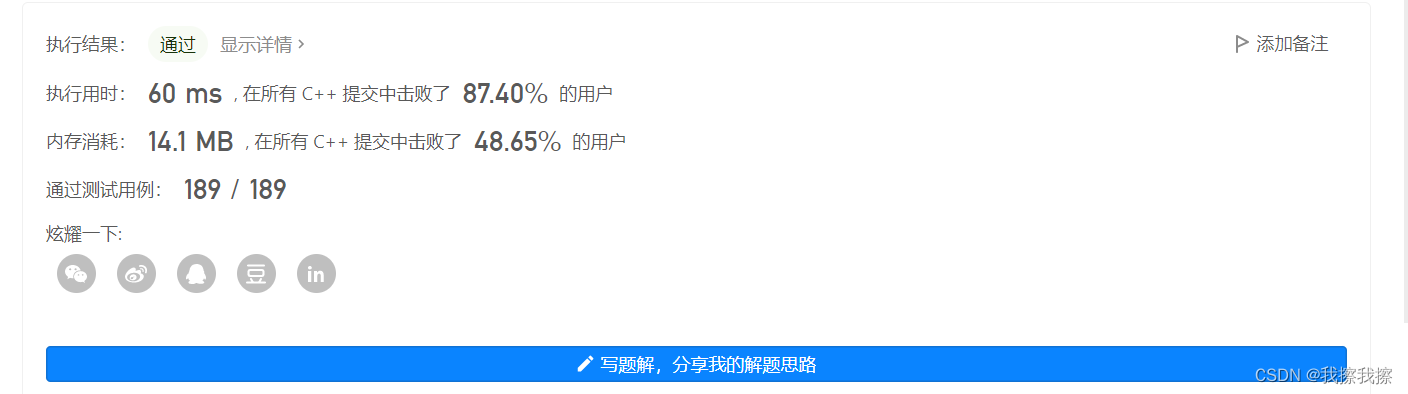 执行结果： 通过 显示详情 › 添加备注
执行用时： 60 ms , 在所有 C++ 提交中击败了 87.40% 的用户
内存消耗： 14.1 MB , 在所有 C++ 提交中击败了 48.65% 的用户
通过测试用例： 189 / 189
炫耀一下:
豆 in
写题解，分享我的解题思路
CSDN @我擦我擦